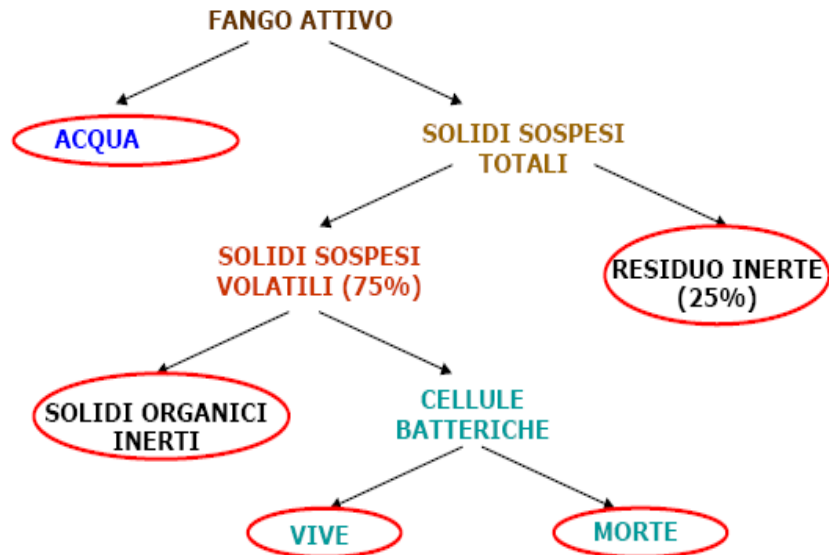 FANGO ATTIVO
ACQUA
SOLIDI SOSPESI
TOTALI
SOLIDI SOSPESI
VOLATILI (75%)
RESIDUO INERTE
(25%)
SOLIDI ORGANICI
INERTI
CELLULE
BATTERICHE
VIVE
MORTE